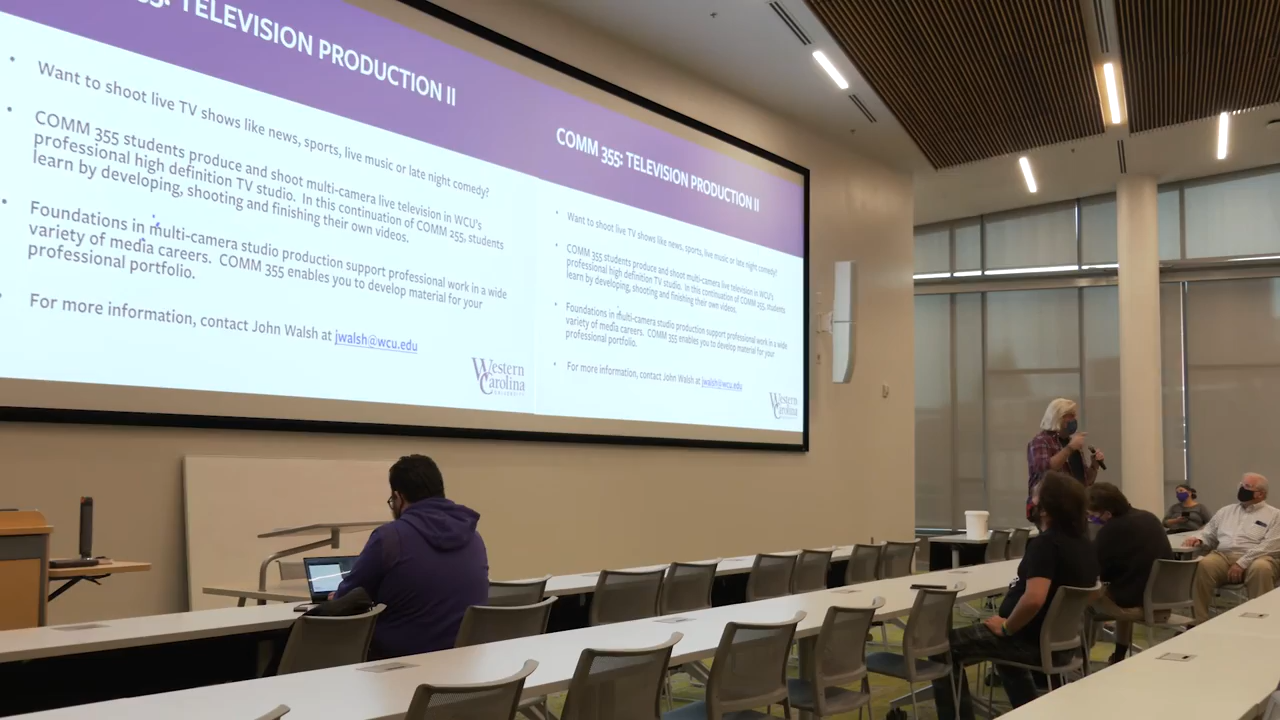 55: TELEVISION PRODUCTION II
• Want to shoot live TV shows like news, sports, live music or late night comedy?
• COMM 355 students produce and shoot multi-camera live television in WCU's
professional high definition TV studio. In this continuation of COMM 255, students
learn by developing, shooting and finishing their own videos.
• Foundations in multi-camera studio production support professional work in a wide
variety of media careers. COMM 355 enables you to develop material for your
professional portfolio.
• For more information, contact John Walsh at jwalsh@wcu.edu
Western
Carolina
UNIVERSITY
COMM 355: TELEVISION PRODUCTION II
• Want to shoot live TV shows like news, sports, live music or late night comedy?
• COMM 355 students produce and shoot multi-camera live television in WCU's
professional high definition TV studio. In this continuation of COMM 255, students
learn by developing, shooting and finishing their own videos.
• Foundations in multi-camera studio production support professional work in a wide
variety of media careers. COMM 355 enables you to develop material for your
professional portfolio.
• For more information, contact John Walsh at jwalsh@wcu.edu
Western
Carolina